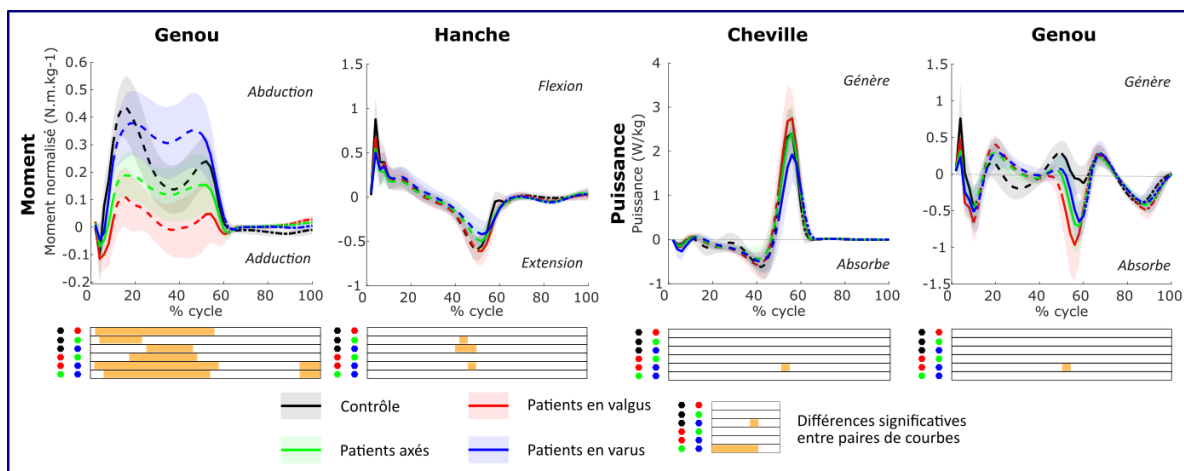 Genou
Hanche
Cheville
Genou
Moment
Moment normalisé (N.m.kg-1)
0.6
0.5
0.4
0.3
0.2
0.1
0
-0.1
-0.2
Abduction
Adduction
0 20 40 60 80 100
% cycle
1.5
1
0.5
0
-0.5
-1
Flexion
Extension
0 20 40 60 80 100
% cycle
Puissance
Puissance (W/kg)
4
3
2
1
0
-1
Génère
Absorbe
0 20 40 60 80 100
% cycle
1.5
1
0.5
0
-0.5
-1
-1.5
Génère
Absorbe
0 20 40 60 80 100
% cycle
Contrôle
Patients en valgus
Patients axés
Patients en varus
Différences significatives
entre paires de courbes